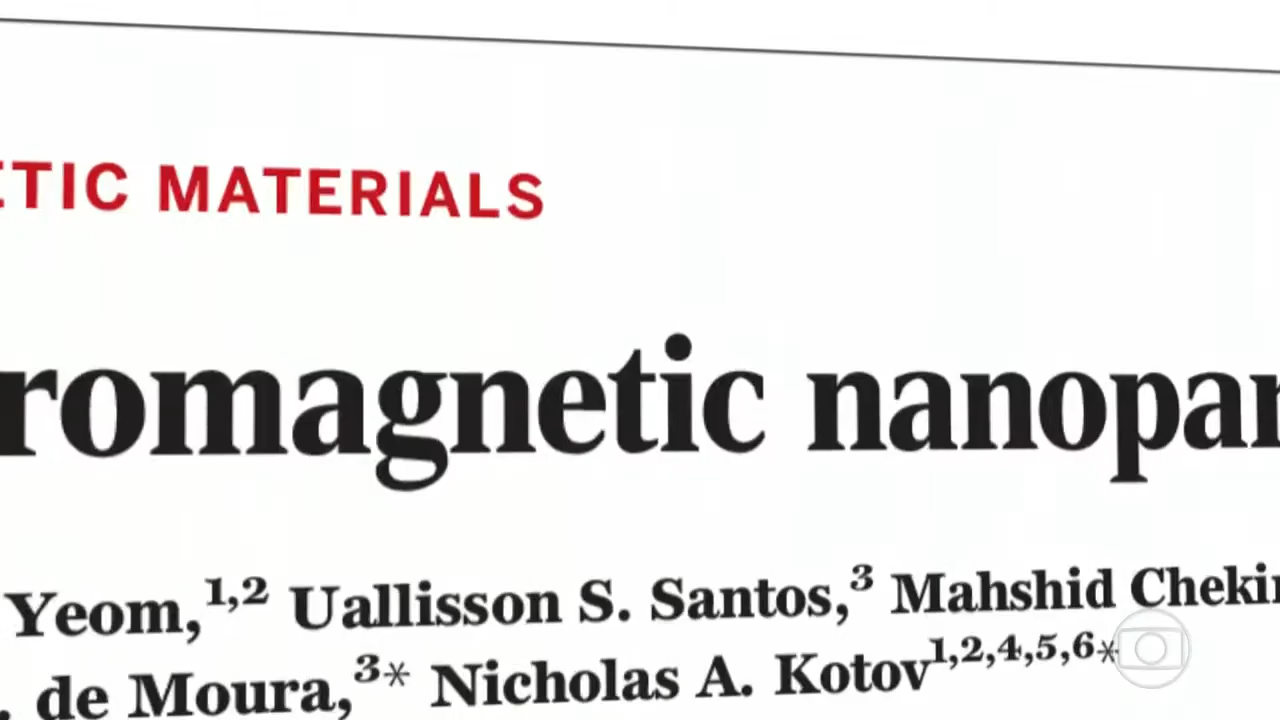 ETIC MATERIALS
romagnetic nanopar
Yeom,1,2 Uallisson S. Santos,3 Mahshid Chekin
. de Moura,3* Nicholas A. Kotov1,2,4,5,6*